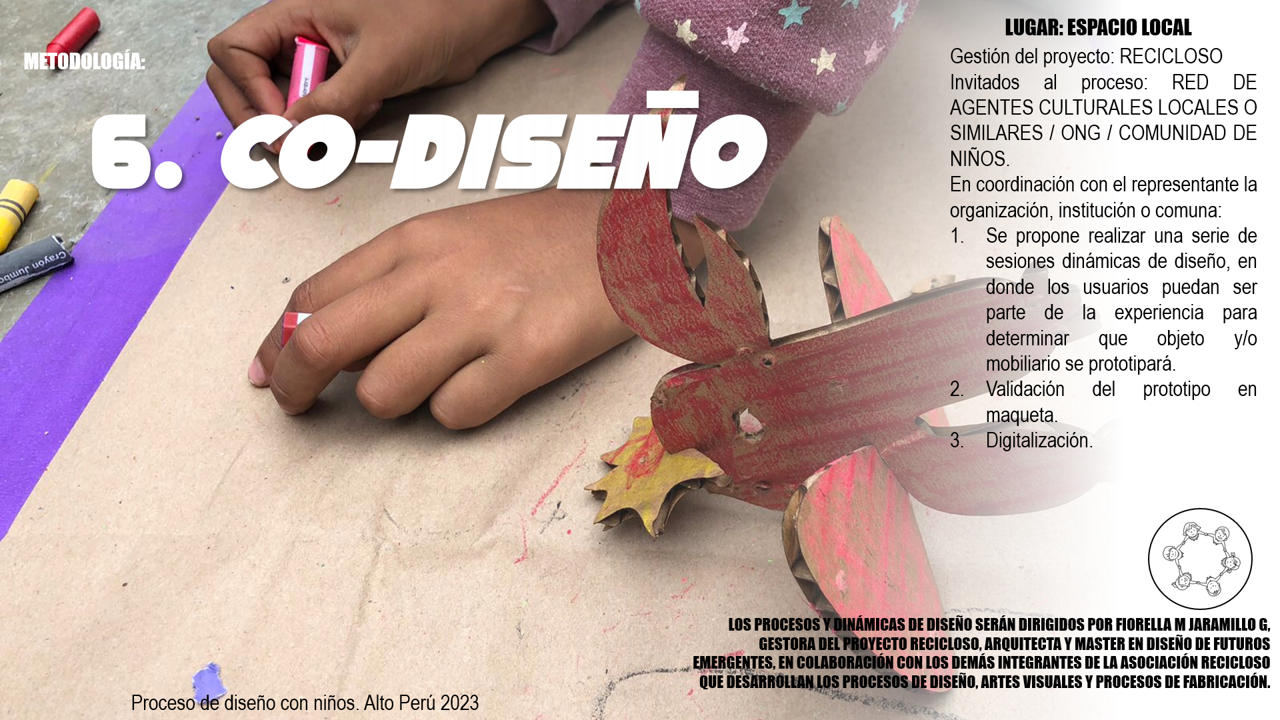 METODOLOGÍA:
6. CO-DISEÑO
Crayón Jumbo
LUGAR: ESPACIO LOCAL
Gestión del proyecto: RECICLOSO
Invitados al proceso: RED DE
AGENTES CULTURALES LOCALES O
SIMILARES / ONG / COMUNIDAD DE
NIÑOS.
En coordinación con el representante la
organización, institución o comuna:
1. Se propone realizar una serie de
sesiones dinámicas de diseño, en
donde los usuarios puedan ser
parte de la experiencia para
determinar que objeto y/o
mobiliario se prototipará.
2. Validación del prototipo en
maqueta.
3. Digitalización.
LOS PROCESOS Y DINÁMICAS DE DISEÑO SERÁN DIRIGIDOS POR FIORELLA M JARAMILLO G,
GESTORA DEL PROYECTO RECICLOSO, ARQUITECTA Y MASTER EN DISEÑO DE FUTUROS
EMERGENTES, EN COLABORACIÓN CON LOS DEMÁS INTEGRANTES DE LA ASOCIACIÓN RECICLOSO
QUE DESARROLLAN LOS PROCESOS DE DISEÑO, ARTES VISUALES Y PROCESOS DE FABRICACIÓN.
Proceso de diseño con niños. Alto Perú 2023